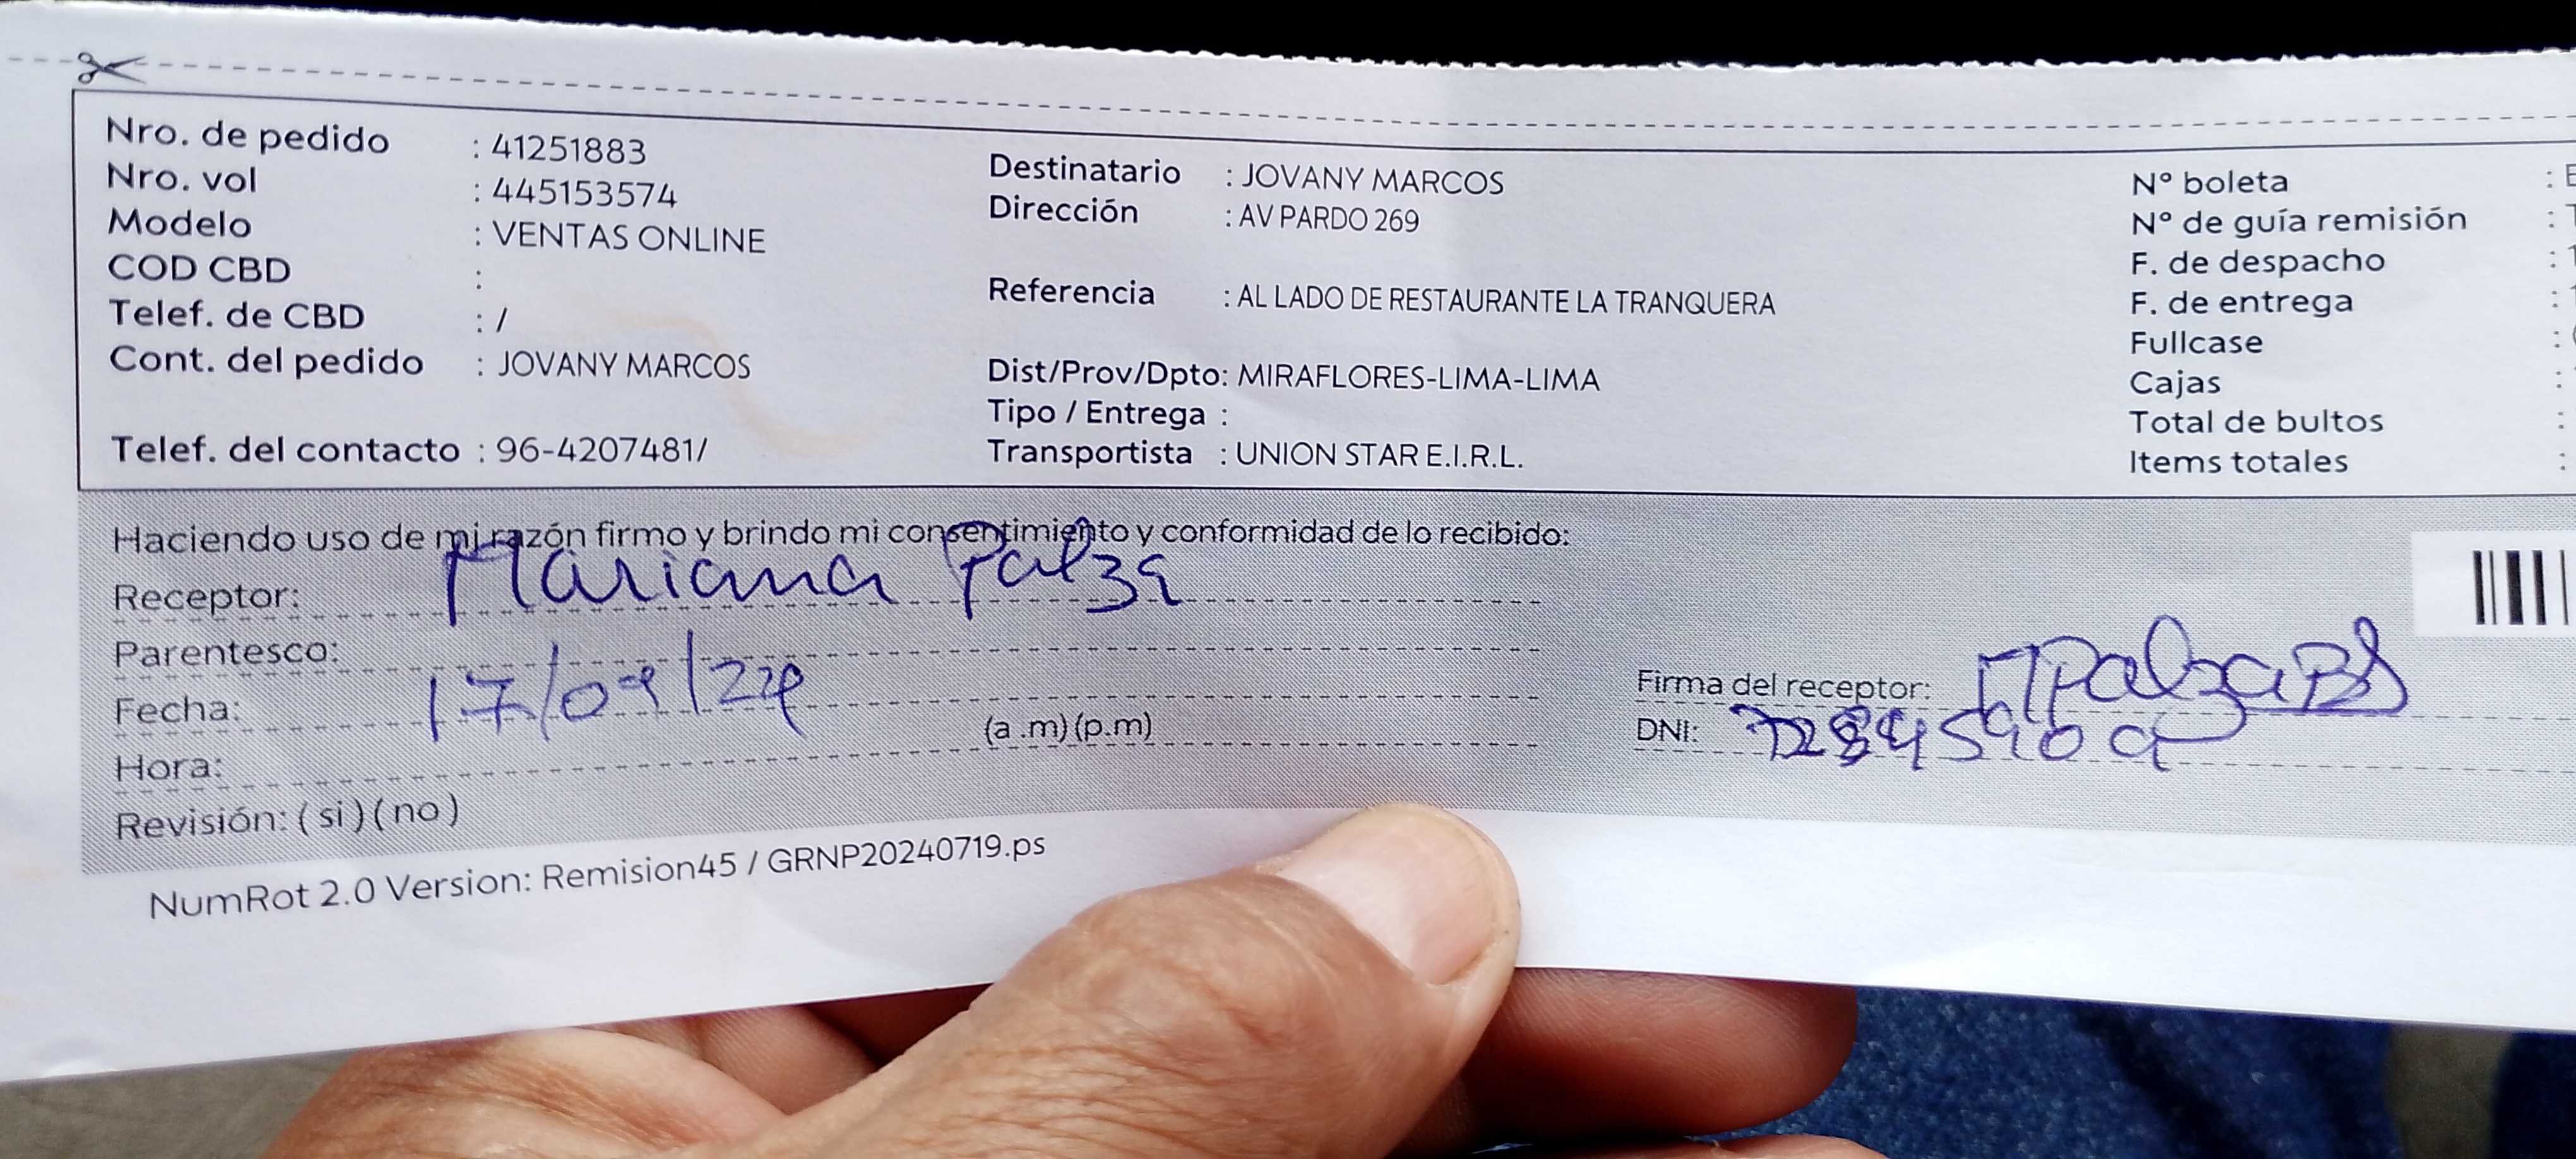 Nro. de pedido : 41251883
Nro. vol : 445153574
Modelo : VENTAS ONLINE
COD CBD :
Telef. de CBD : /
Cont. del pedido : JOVANY MARCOS
Telef. del contacto : 96-4207481/
Destinatario : JOVANY MARCOS
Dirección : AV PARDO 269
Referencia : AL LADO DE RESTAURANTE LA TRANQUERA
Dist/Prov/Dpto: MIRAFLORES-LIMA-LIMA
Tipo / Entrega :
Transportista : UNION STAR E.I.R.L.
Nº boleta :
Nº de guía remisión :
F. de despacho :
F. de entrega :
Fullcase :
Cajas :
Total de bultos :
Items totales :
Haciendo uso de mi razón firmo y brindo mi consentimiento y conformidad de lo recibido:
Receptor: Mariana Palza
Parentesco:
Fecha: 17/09/24
Hora: (a .m) (p.m)
Revisión: ( si ) ( no )
Firma del receptor:
DNI:
NumRot 2.0 Version: Remision45 / GRNP20240719.ps